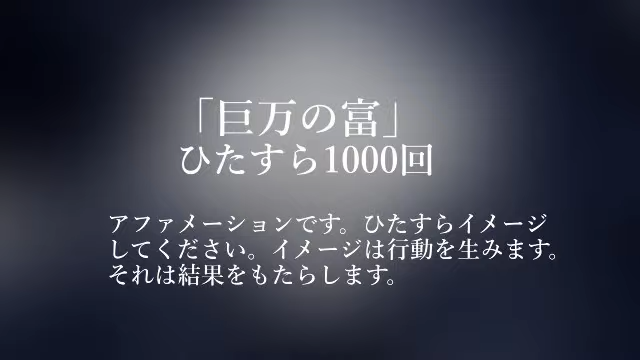 「巨万の富」
ひたすら1000回
アファメーションです。ひたすらイメージ
してください。イメージは行動を生みます。
それは結果をもたらします。